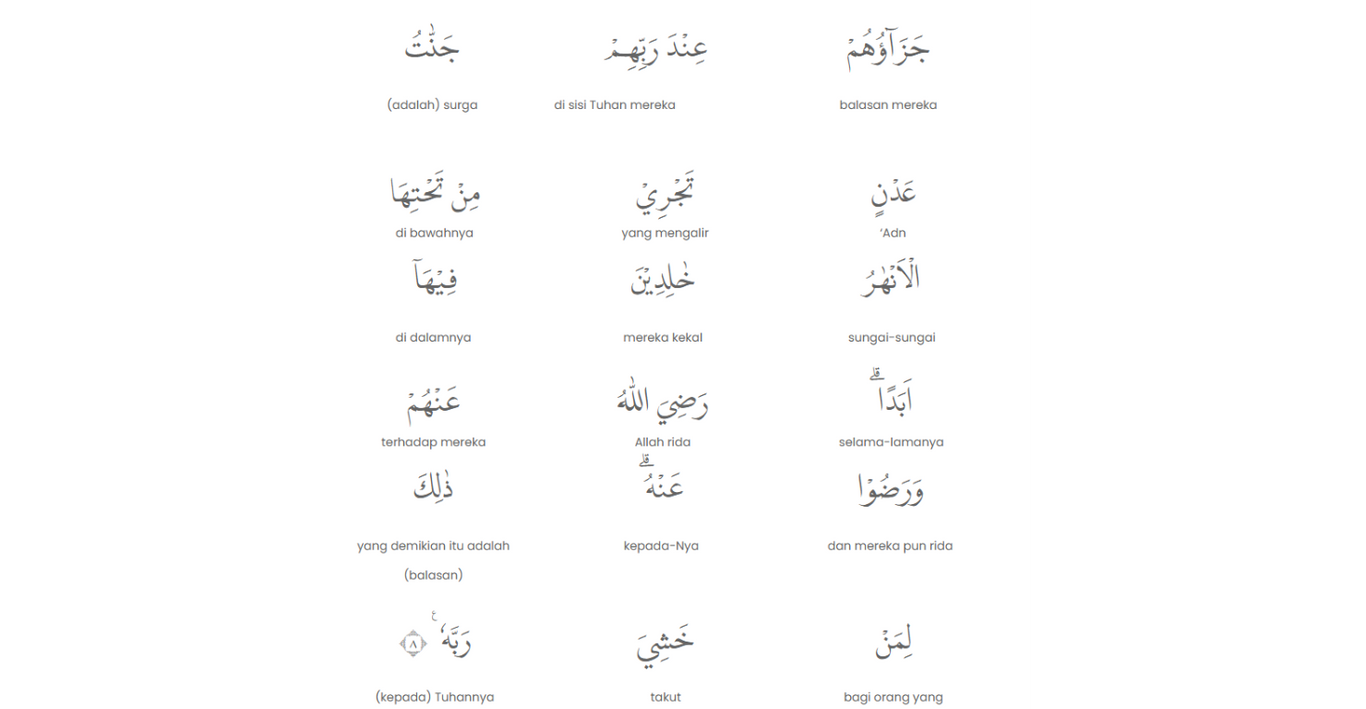 جَزَاۤؤُهُمْ عِنْدَ رَبِّهِمْ جَنّٰتُ
balasan mereka di sisi Tuhan mereka (adalah) surga
عَدْنٍ تَجْرِيْ مِنْ تَحْتِهَا
‘Adn yang mengalir di bawahnya
الْاَنْهٰرُ خٰلِدِيْنَ فِيْهَآ
sungai-sungai mereka kekal di dalamnya
اَبَدًا ۗ رَضِيَ اللّٰهُ عَنْهُمْ
selama-lamanya Allah rida terhadap mereka
وَرَضُوْا عَنْهُ ۗ ذٰلِكَ
dan mereka pun rida kepada-Nya yang demikian itu adalah
(balasan)
لِمَنْ خَشِيَ رَبَّهٗ ࣖ ٨
bagi orang yang takut (kepada) Tuhannya